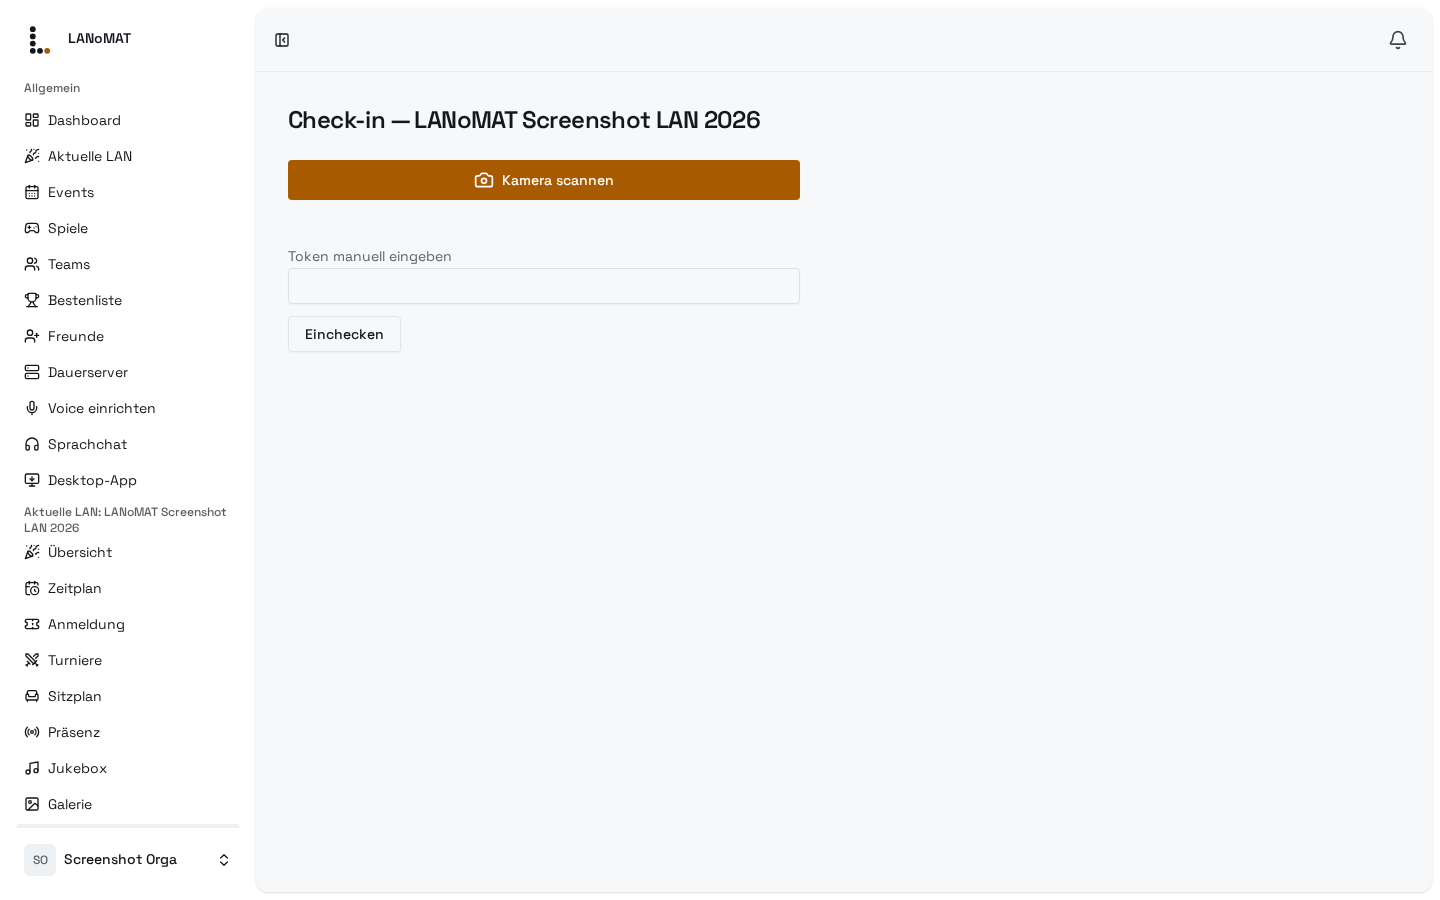 LANoMAT
Allgemein
Dashboard
Aktuelle LAN
Events
Spiele
Teams
Bestenliste
Freunde
Dauerserver
Voice einrichten
Sprachchat
Desktop-App
Aktuelle LAN: LANoMAT Screenshot
LAN 2026
Übersicht
Zeitplan
Anmeldung
Turniere
Sitzplan
Präsenz
Jukebox
Galerie
SO
Screenshot Orga
Check-in — LANoMAT Screenshot LAN 2026
Kamera scannen
Token manuell eingeben
Einchecken